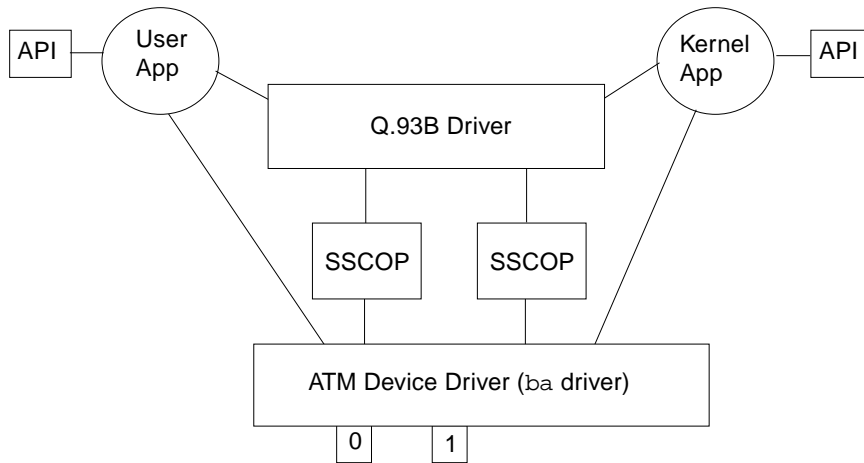 API
User
App
Kernel
App
API
Q.93B Driver
SSCOP
SSCOP
ATM Device Driver (ba driver)
0
1